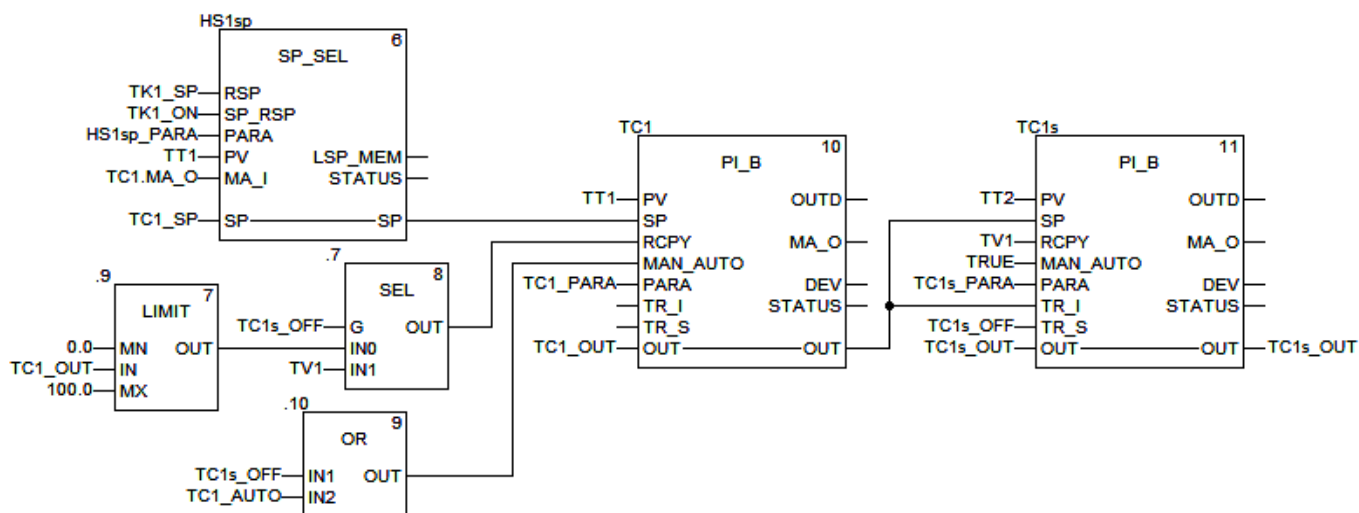 HS1sp
6
SP_SEL
TK1_SP RSP
TK1_ON SP_RSP
HS1sp_PARA PARA
TT1 PV LSP_MEM
TC1.MA_O MA_I STATUS
TC1_SP SP SP
.9
7
LIMIT
0.0 MN OUT
TC1_OUT IN
100.0 MX
.7
8
SEL
TC1s_OFF G OUT
IN0
TV1 IN1
.10
9
OR
TC1s_OFF IN1 OUT
TC1_AUTO IN2
TC1
10
PI_B
TT1 PV OUTD
SP
RCPY MA_O
MAN_AUTO
TC1_PARA PARA DEV
TR_I STATUS
TR_S
TC1_OUT OUT OUT
TC1s
11
PI_B
TT2 PV OUTD
SP
TV1 RCPY MA_O
TRUE MAN_AUTO
TC1s_PARA PARA DEV
TR_I STATUS
TC1s_OFF TR_S
TC1s_OUT OUT OUT TC1s_OUT